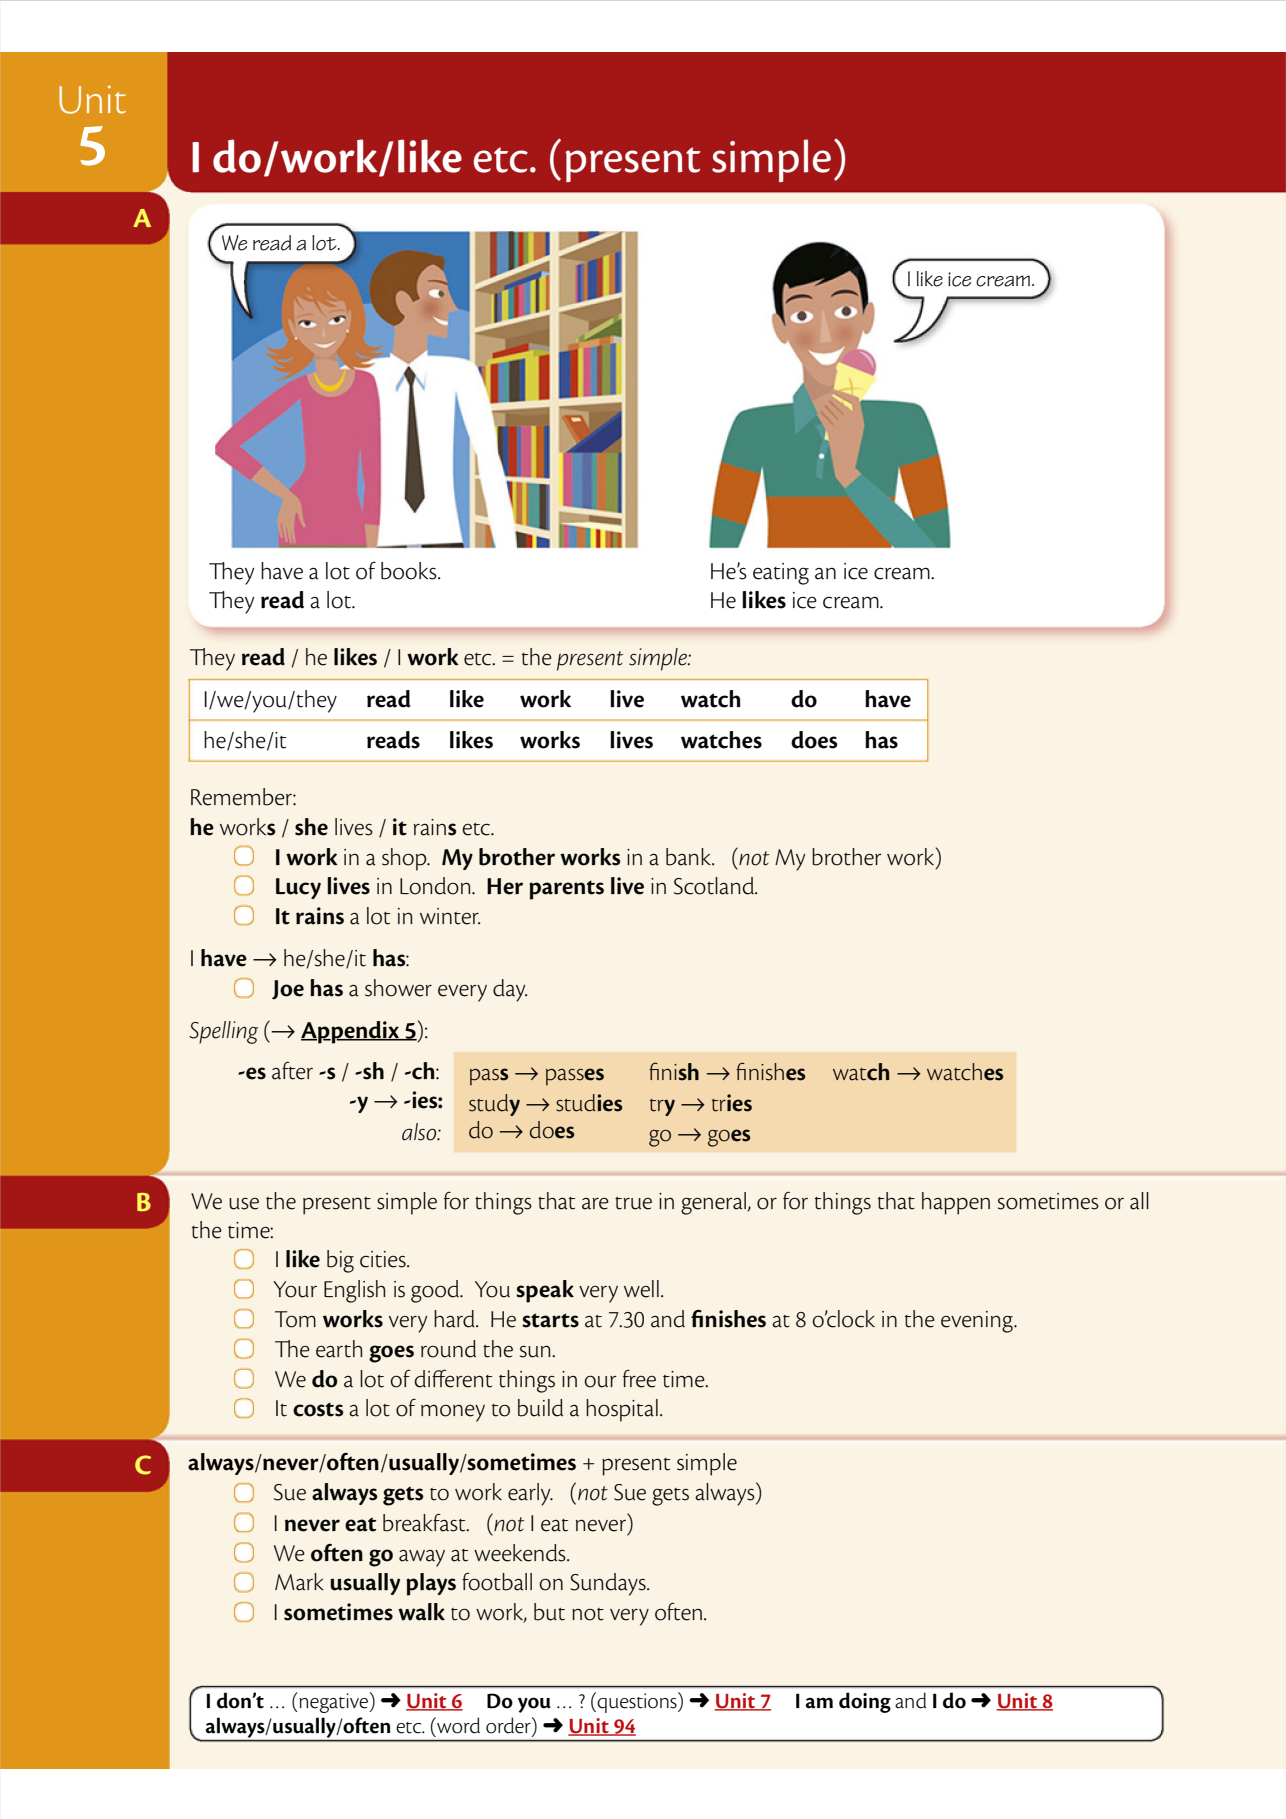 Unit
5
I do/work/like etc. (present simple)
A
We read a lot.
I like ice cream.
They have a lot of books.
They read a lot.
He's eating an ice cream.
He likes ice cream.
They read / he likes / I work etc. = the present simple:
I/we/you/they read like work live watch do have
he/she/it reads likes works lives watches does has
Remember:
he works / she lives / it rains etc.
I work in a shop. My brother works in a bank. (not My brother work)
Lucy lives in London. Her parents live in Scotland.
It rains a lot in winter.
I have → he/she/it has:
Joe has a shower every day.
Spelling (→ Appendix 5):
-es after -s / -sh / -ch: pass → passes finish → finishes watch → watches
-y → -ies: study → studies try → tries
also: do → does go → goes
B
We use the present simple for things that are true in general, or for things that happen sometimes or all
the time:
I like big cities.
Your English is good. You speak very well.
Tom works very hard. He starts at 7.30 and finishes at 8 o'clock in the evening.
The earth goes round the sun.
We do a lot of different things in our free time.
It costs a lot of money to build a hospital.
C
always/never/often/usually/sometimes + present simple
Sue always gets to work early. (not Sue gets always)
I never eat breakfast. (not I eat never)
We often go away at weekends.
Mark usually plays football on Sundays.
I sometimes walk to work, but not very often.
I don't … (negative) ➜ Unit 6 Do you … ? (questions) ➜ Unit 7 I am doing and I do ➜ Unit 8
always/usually/often etc. (word order) ➜ Unit 94